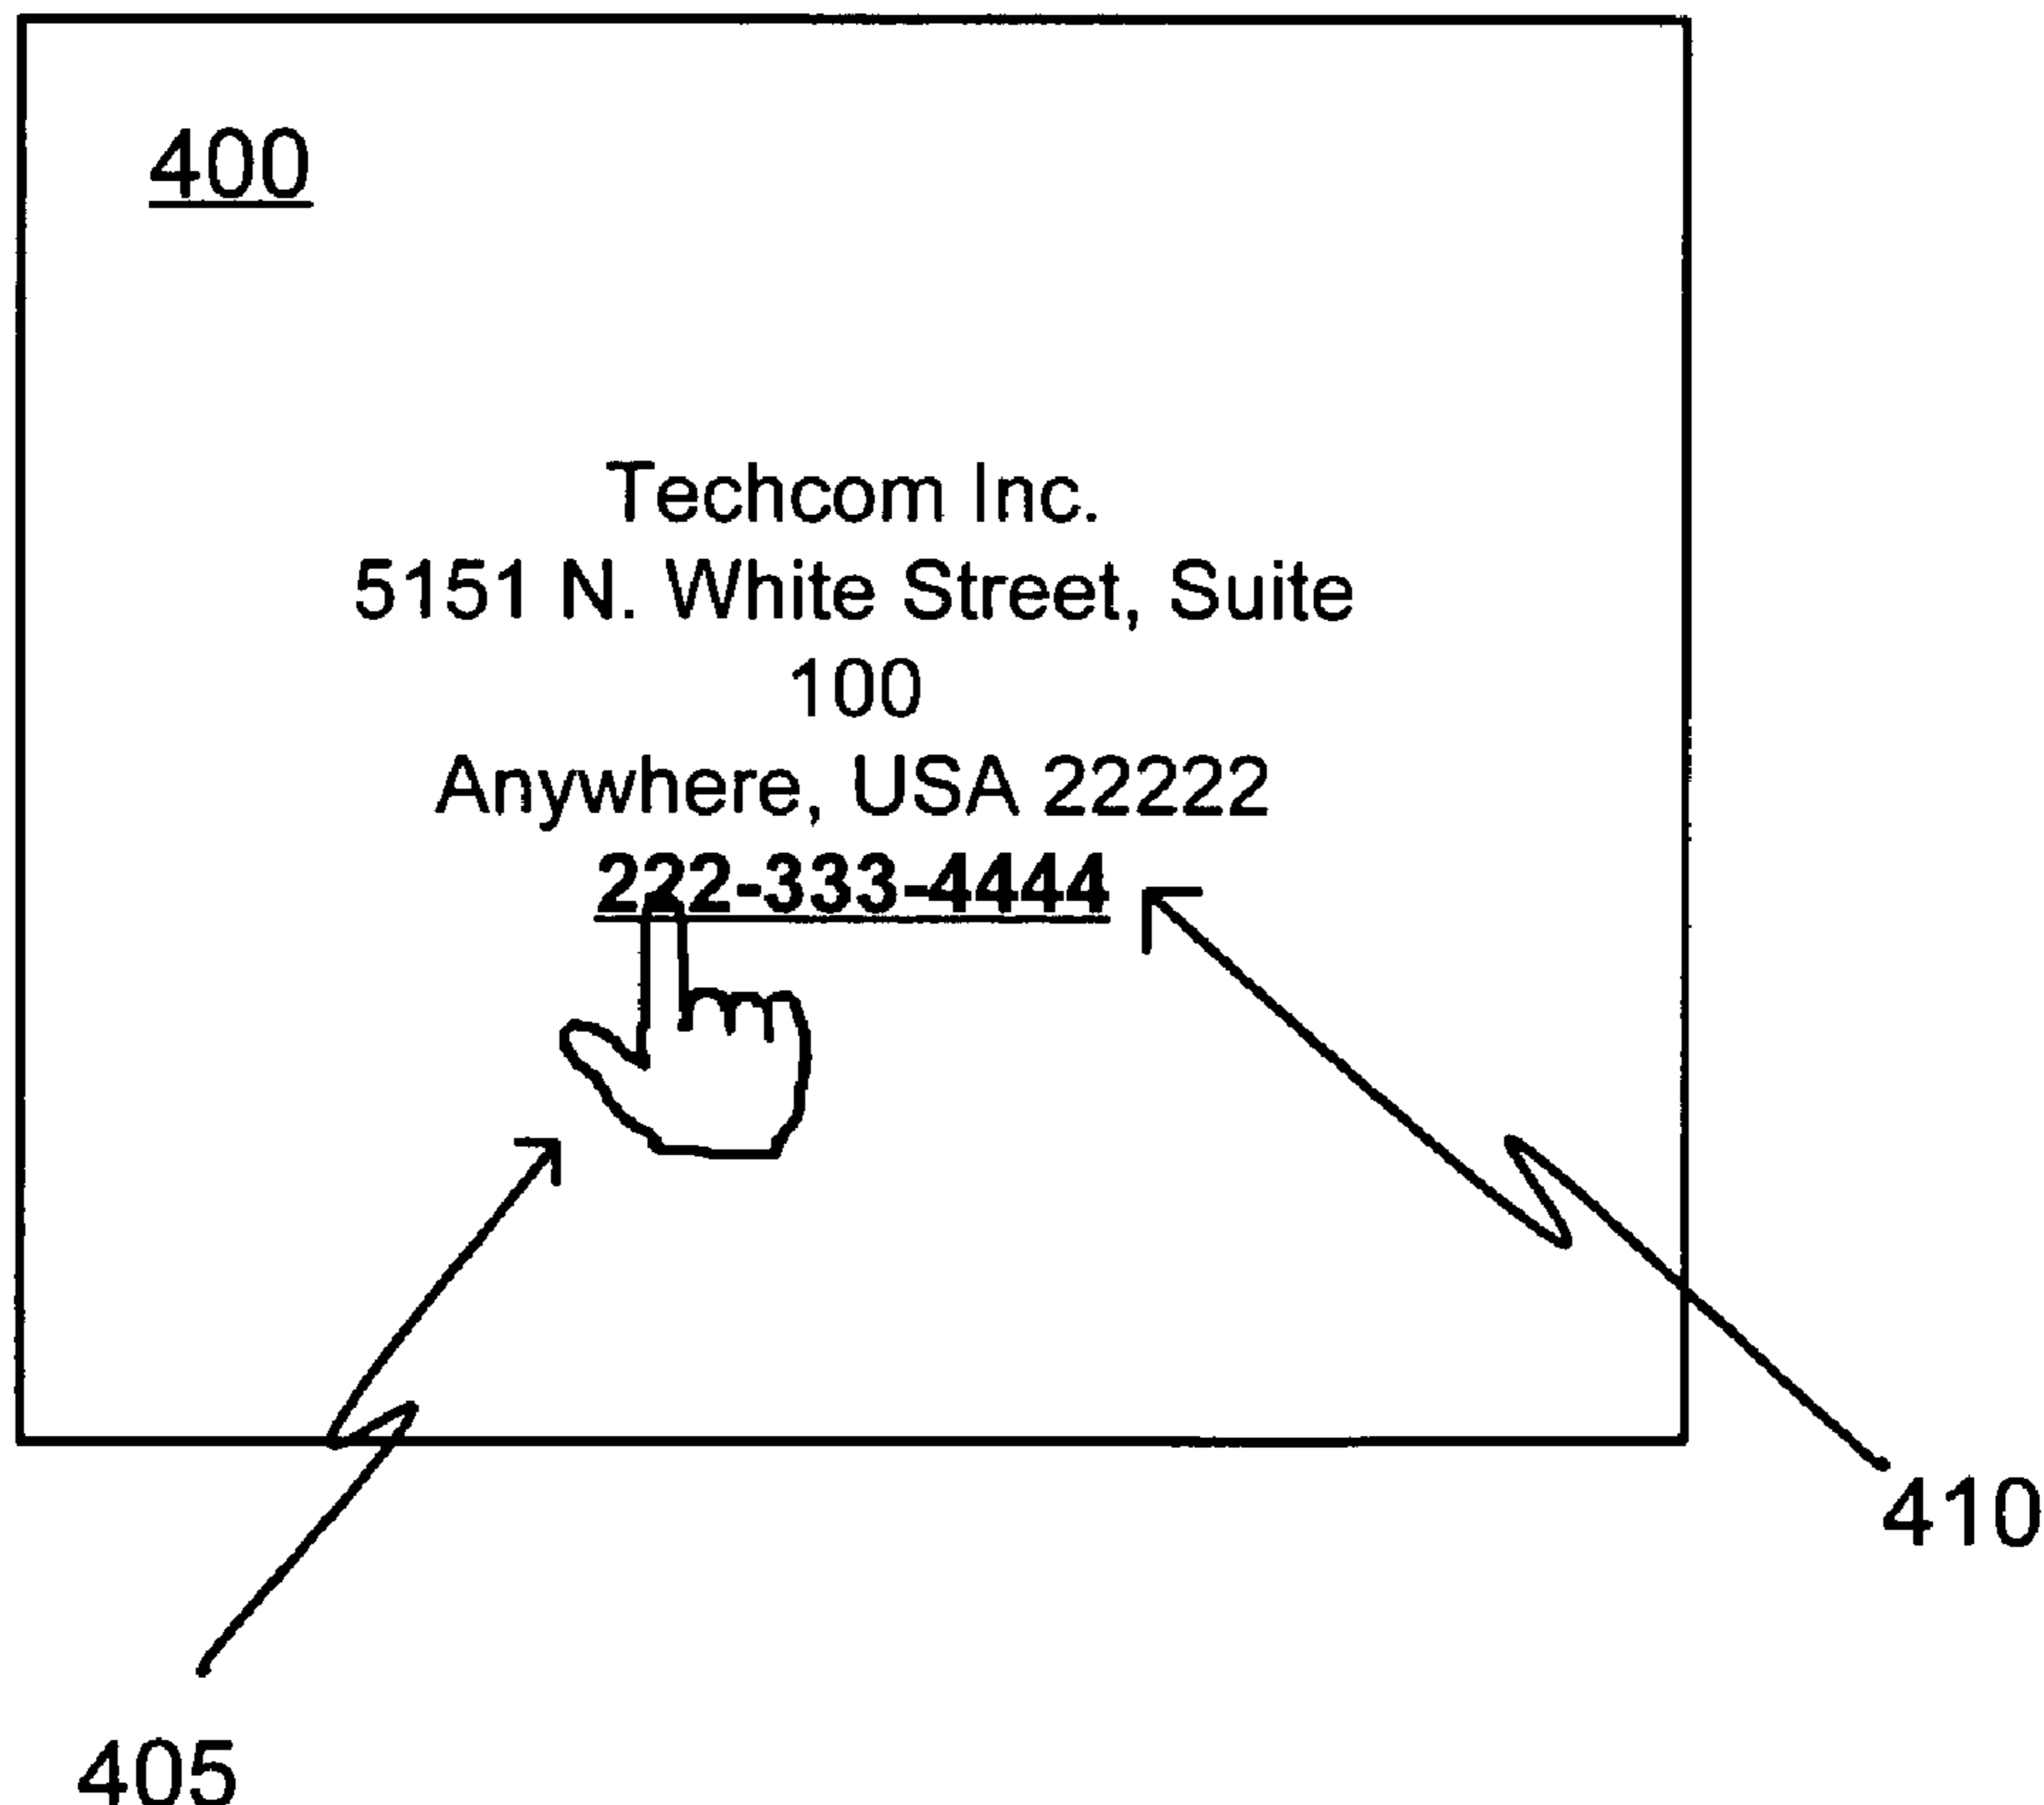 400
Techcom Inc.
5151 N. White Street, Suite
100
Anywhere, USA 22222
222-333-4444
410
405